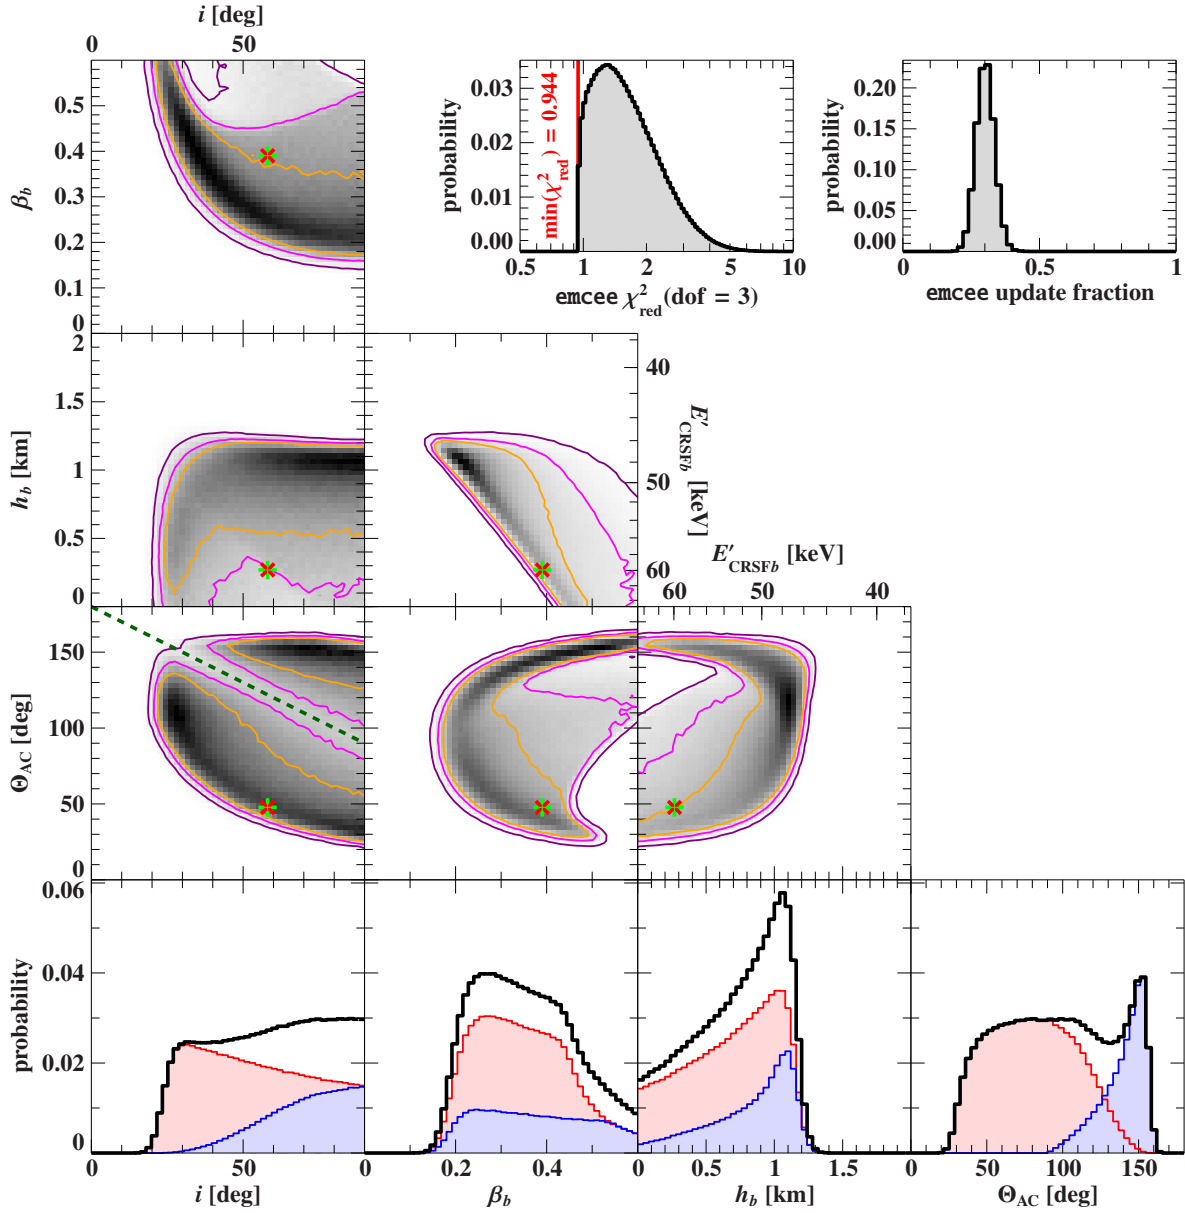 i [deg]
0 50
0.5
0.4
0.3
0.2
0.1
0
β_b
probability
0.03
0.02
0.01
0.00
min(χ²_red) = 0.944
0.5 1 2 5 10
emcee χ²_red(dof = 3)
probability
0.20
0.15
0.10
0.05
0.00
0 0.5 1
emcee update fraction
2
1.5
1
0.5
0
h_b [km]
40
50
60
E′_CRSFb [keV]
E′_CRSFb [keV]
60 50 40
150
100
50
0
Θ_AC [deg]
0.06
0.04
0.02
0
probability
0 50 0 0.2 0.4 0 0.5 1 1.5 0 50 100 150
i [deg] β_b h_b [km] Θ_AC [deg]